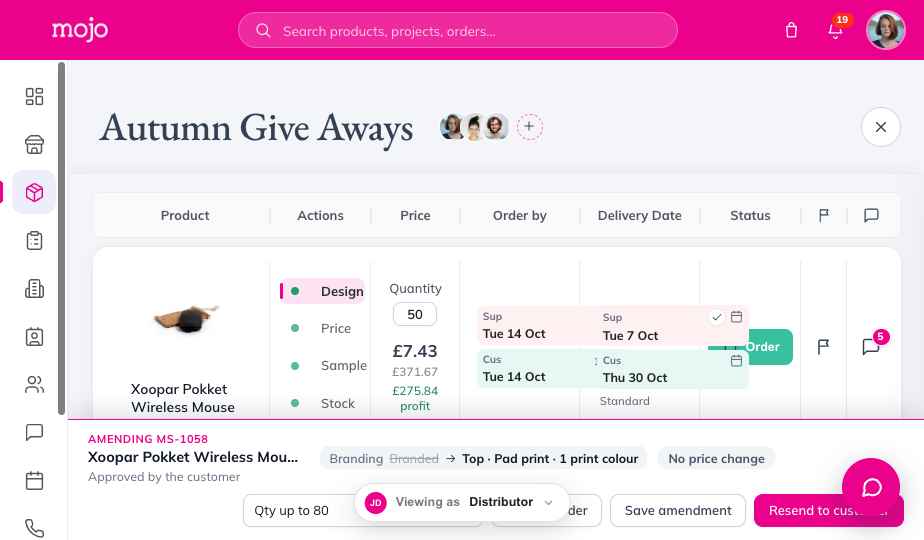 mojo
Search products, projects, orders...
19
Autumn Give Aways
Product
Actions
Price
Order by
Delivery Date
Status
Design
Price
Sample
Stock
Quantity
50
£7.43
£371.67
£275.84
profit
Sup
Tue 14 Oct
Cus
Tue 14 Oct
Sup
Tue 7 Oct
Cus
Thu 30 Oct
Standard
Order
5
Xoopar Pokket
Wireless Mouse
AMENDING MS-1058
Xoopar Pokket Wireless Mou...
Approved by the customer
Branding Branded → Top · Pad print · 1 print colour
No price change
Qty up to 80
JD Viewing as Distributor
Save amendment
Resend to